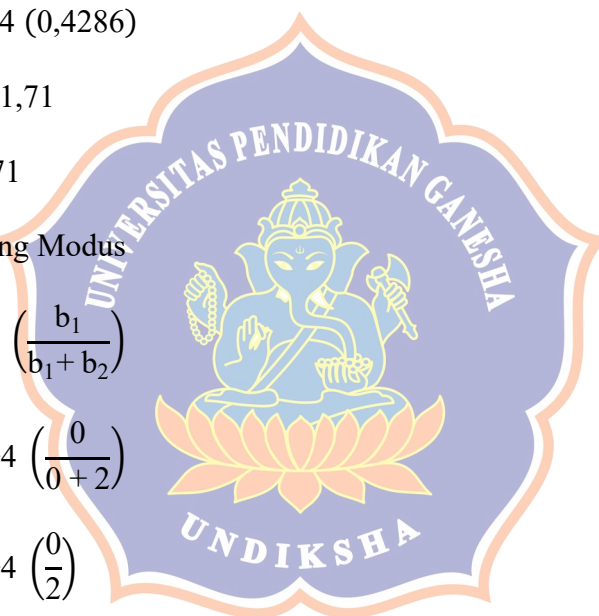 4 (0,4286)
1,71
71
ng Modus
(b₁ / (b₁ + b₂))
4 (0 / (0 + 2))
4 (0/2)
UNIVERSITAS PENDIDIKAN GANESHA
UNDIKSHA